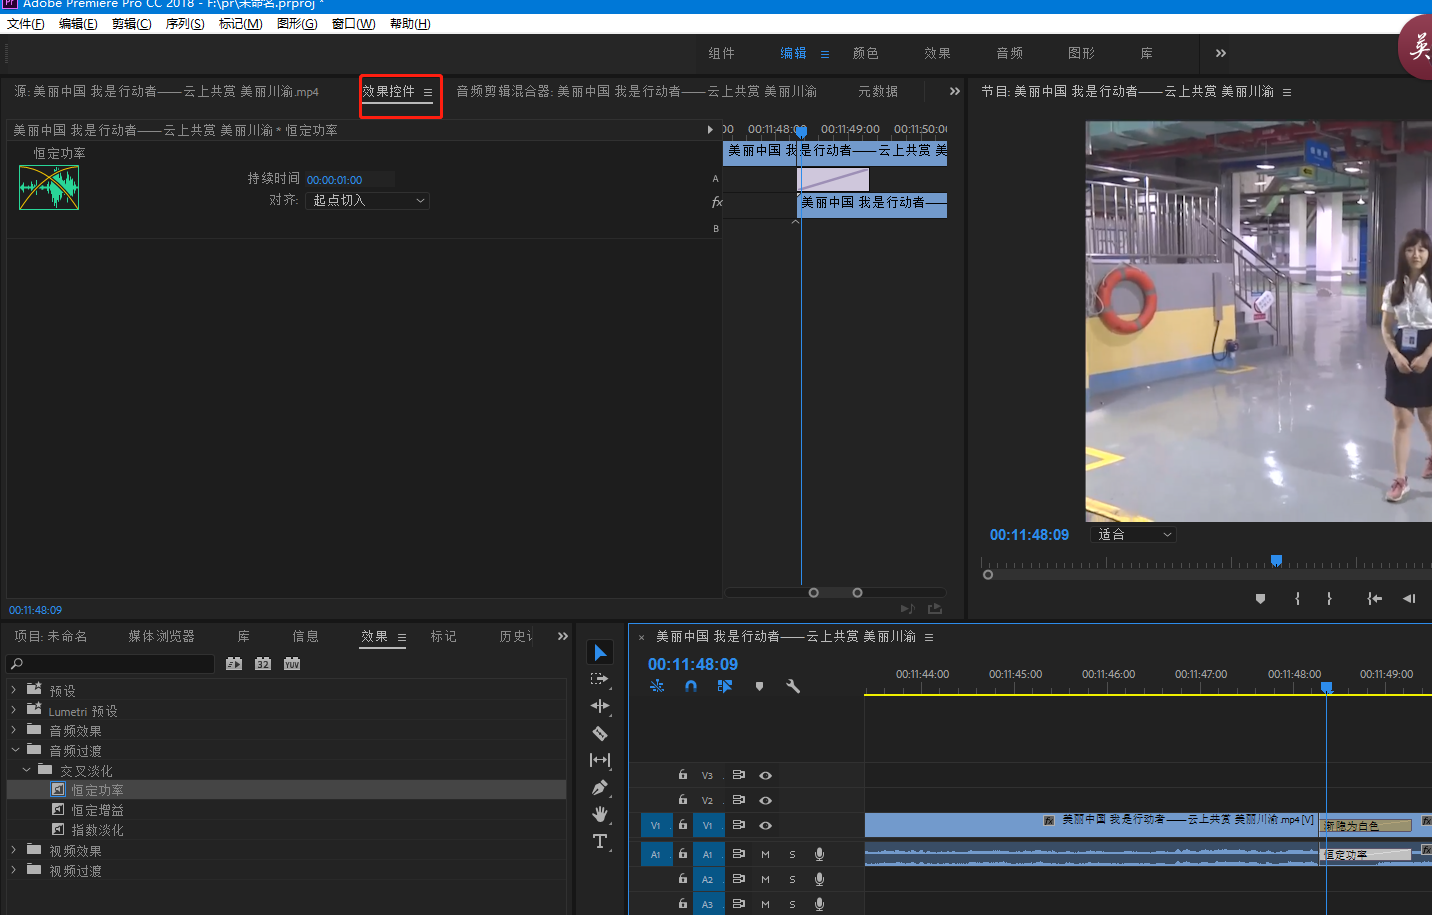 Adobe Premiere Pro CC 2018 - F:\pr\未命名.prproj *
文件(F) 编辑(E) 剪辑(C) 序列(S) 标记(M) 图形(G) 窗口(W) 帮助(H)
组件 编辑 颜色 效果 音频 图形 库
英
源: 美丽中国 我是行动者——云上共赏 美丽川渝.mp4 效果控件 音频剪辑混合器: 美丽中国 我是行动者——云上共赏 美丽川渝 元数据
节目: 美丽中国 我是行动者——云上共赏 美丽川渝
美丽中国 我是行动者——云上共赏 美丽川渝 * 恒定功率
00 00:11:48:00 00:11:49:00 00:11:50:00
恒定功率
美丽中国 我是行动者——云上共赏 美
持续时间 00:00:01:00
A
对齐: 起点切入
fx 美丽中国 我是行动者——
B
00:11:48:09 适合
00:11:48:09
项目: 未命名 媒体浏览器 库 信息 效果 标记 历史记
× 美丽中国 我是行动者——云上共赏 美丽川渝
32 YUV
00:11:48:09
00:11:44:00 00:11:45:00 00:11:46:00 00:11:47:00 00:11:48:00 00:11:49:00
预设
Lumetri 预设
音频效果
音频过渡
交叉淡化
恒定功率
恒定增益
指数淡化
视频效果
视频过渡
T
V3
V2
V1 V1 fx 美丽中国 我是行动者——云上共赏 美丽川渝.mp4 [V] 渐隐为白色 fx
A1 A1 M S 恒定功率 fx
A2 M S
A3 M S